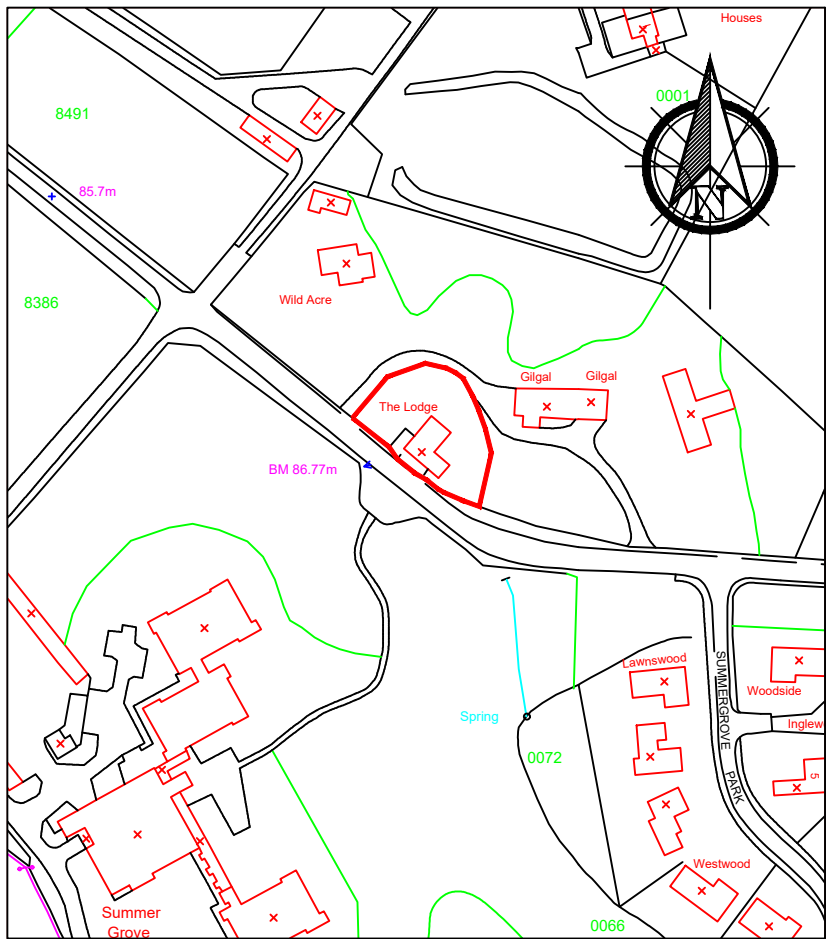 Houses
0001
8491
85.7m
N
8386
Wild Acre
Gilgal
Gilgal
The Lodge
BM 86.77m
SUMMERGROVE PARK
Lawnswood
Woodside
Spring
Inglew
0072
5
Westwood
Summer
Grove
0066